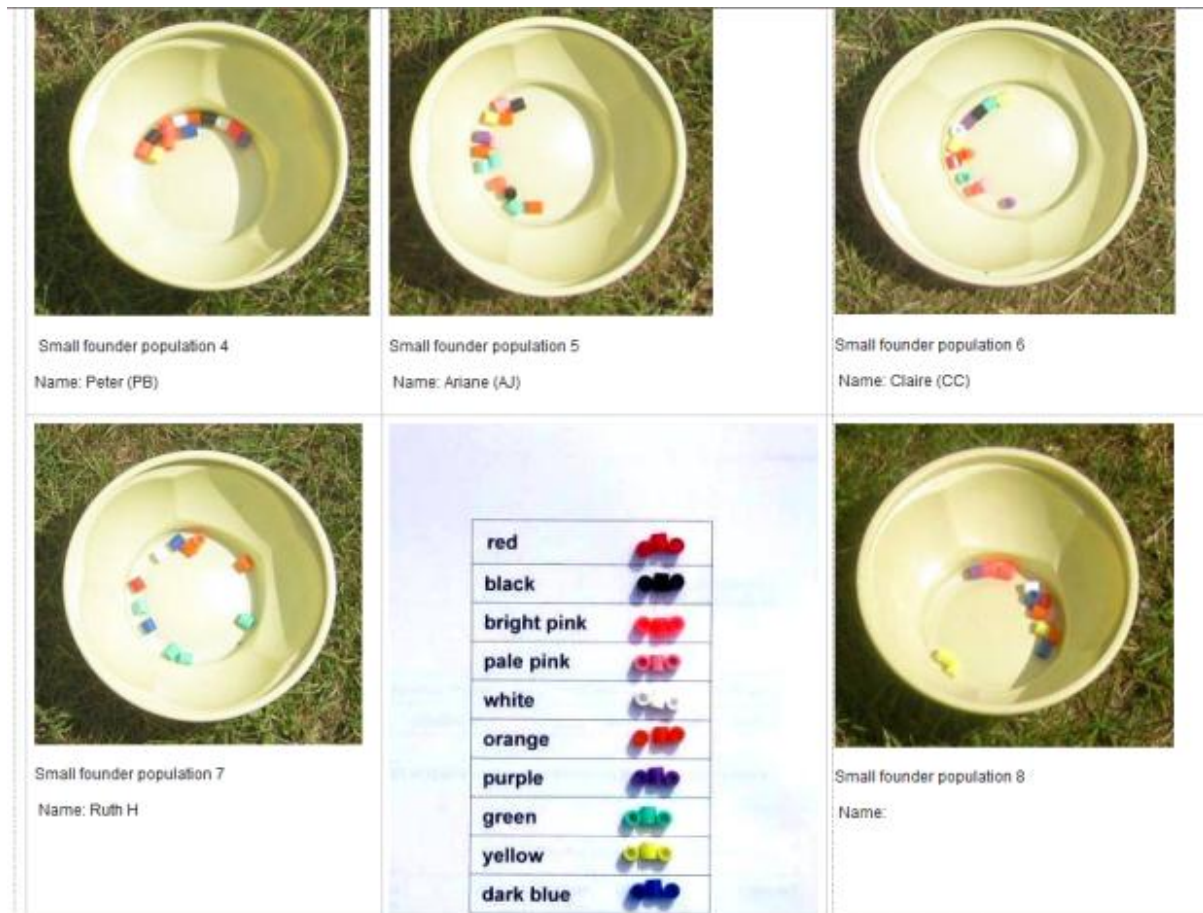 Small founder population 4
Name: Peter (PB)
Small founder population 5
Name: Ariane (AJ)
Small founder population 6
Name: Claire (CC)
Small founder population 7
Name: Ruth H
red
black
bright pink
pale pink
white
orange
purple
green
yellow
dark blue
Small founder population 8
Name: